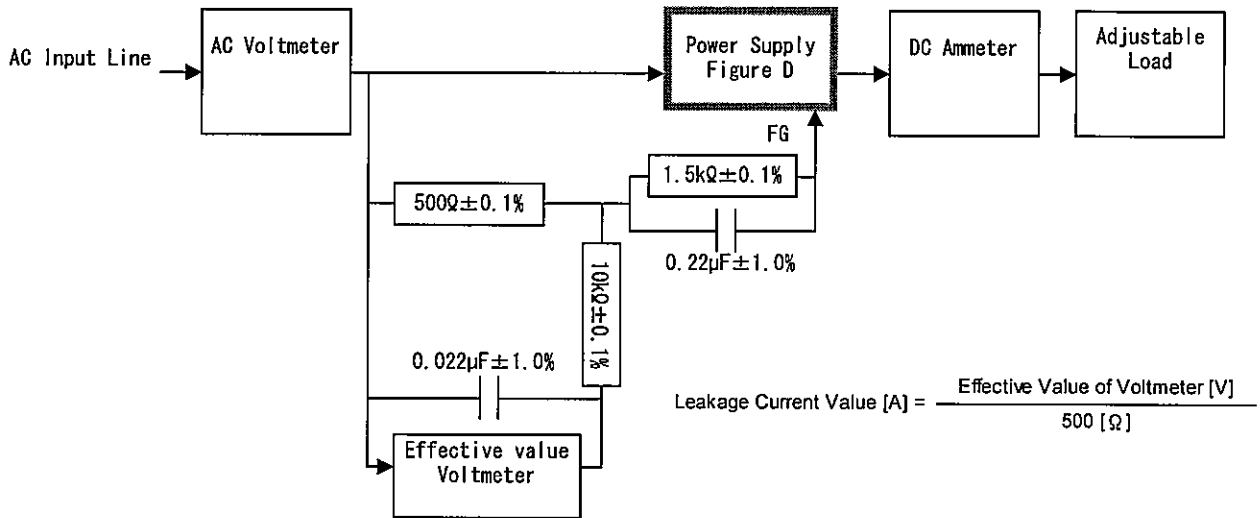 AC Input Line
AC Voltmeter
Power Supply
Figure D
DC Ammeter
Adjustable
Load
FG
1.5kΩ±0.1%
500Ω±0.1%
0.22μF±1.0%
10kΩ±0.1%
0.022μF±1.0%
Effective value
Voltmeter
Leakage Current Value [A] =
Effective Value of Voltmeter [V]
500 [Ω]